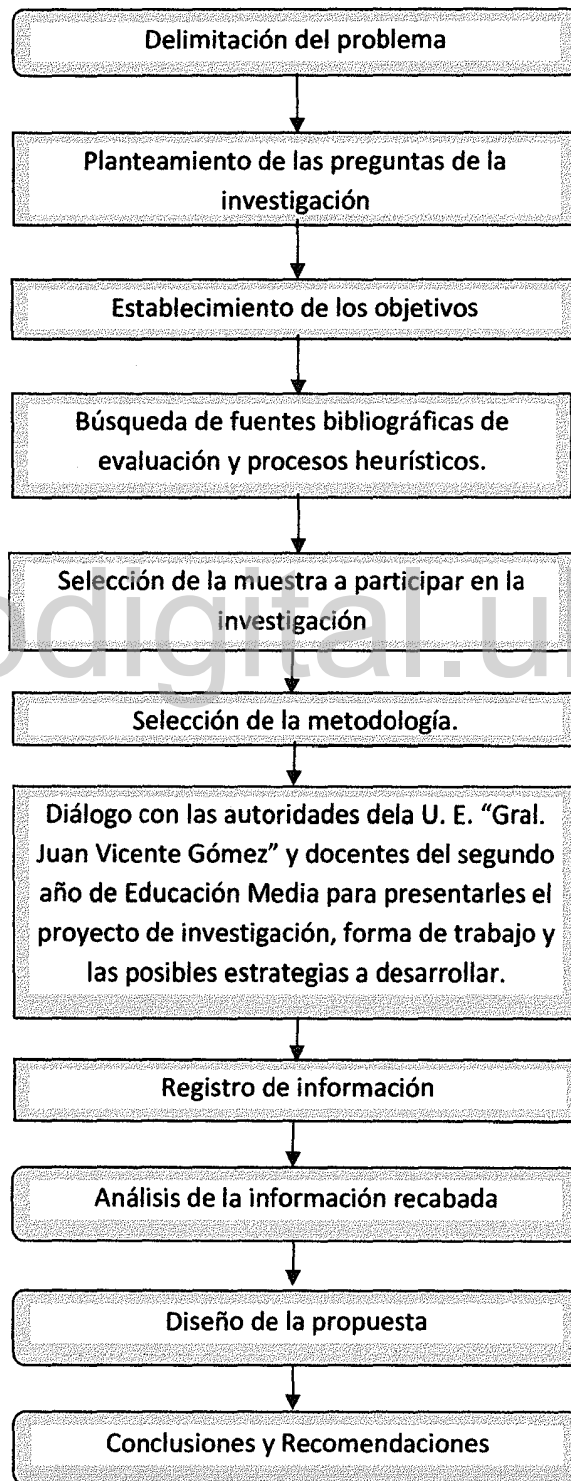 Delimitación del problema
Planteamiento de las preguntas de la
investigación
Establecimiento de los objetivos
Búsqueda de fuentes bibliográficas de
evaluación y procesos heurísticos.
Selección de la muestra a participar en la
investigación
odigital.ul
Selección de la metodología.
Diálogo con las autoridades dela U. E. “Gral.
Juan Vicente Gómez” y docentes del segundo
año de Educación Media para presentarles el
proyecto de investigación, forma de trabajo y
las posibles estrategias a desarrollar.
Registro de información
Análisis de la información recabada
Diseño de la propuesta
Conclusiones y Recomendaciones